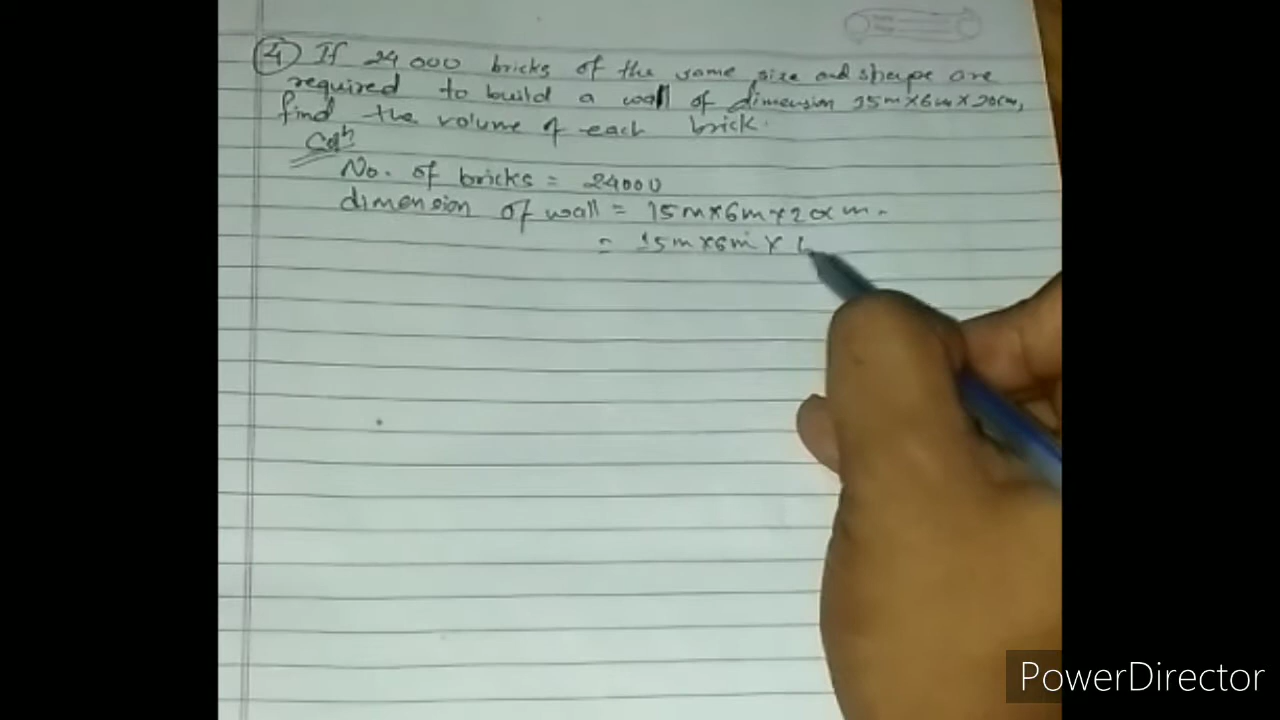 ④ If 24000 bricks of the same size and shape are
required to build a wall of dimension 15m×6m×20cm,
find the volume of each brick.
Solⁿ
No. of bricks = 24000
dimension of wall = 15m×6m×20cm.
= 15m×6m×
PowerDirector